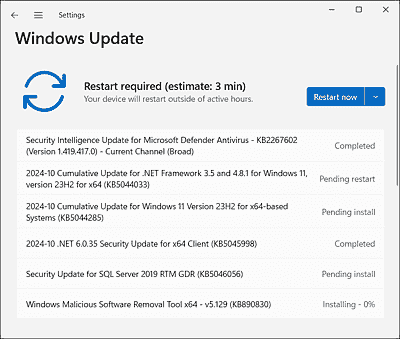 Settings
Windows Update
Restart required (estimate: 3 min)
Your device will restart outside of active hours.
Restart now
Security Intelligence Update for Microsoft Defender Antivirus - KB2267602
(Version 1.419.417.0) - Current Channel (Broad)
Completed
2024-10 Cumulative Update for .NET Framework 3.5 and 4.8.1 for Windows 11,
version 23H2 for x64 (KB5044033)
Pending restart
2024-10 Cumulative Update for Windows 11 Version 23H2 for x64-based
Systems (KB5044285)
Pending install
2024-10 .NET 6.0.35 Security Update for x64 Client (KB5045998)
Completed
Security Update for SQL Server 2019 RTM GDR (KB5046056)
Pending install
Windows Malicious Software Removal Tool x64 - v5.129 (KB890830)
Installing - 0%